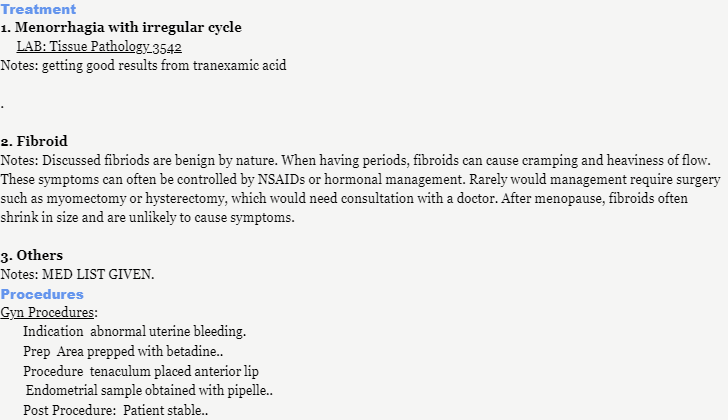 Treatment
1. Menorrhagia with irregular cycle
LAB: Tissue Pathology 3542
Notes: getting good results from tranexamic acid
.
2. Fibroid
Notes: Discussed fibriods are benign by nature. When having periods, fibroids can cause cramping and heaviness of flow.
These symptoms can often be controlled by NSAIDs or hormonal management. Rarely would management require surgery
such as myomectomy or hysterectomy, which would need consultation with a doctor. After menopause, fibroids often
shrink in size and are unlikely to cause symptoms.
3. Others
Notes: MED LIST GIVEN.
Procedures
Gyn Procedures:
Indication  abnormal uterine bleeding.
Prep  Area prepped with betadine..
Procedure  tenaculum placed anterior lip
Endometrial sample obtained with pipelle..
Post Procedure:  Patient stable..